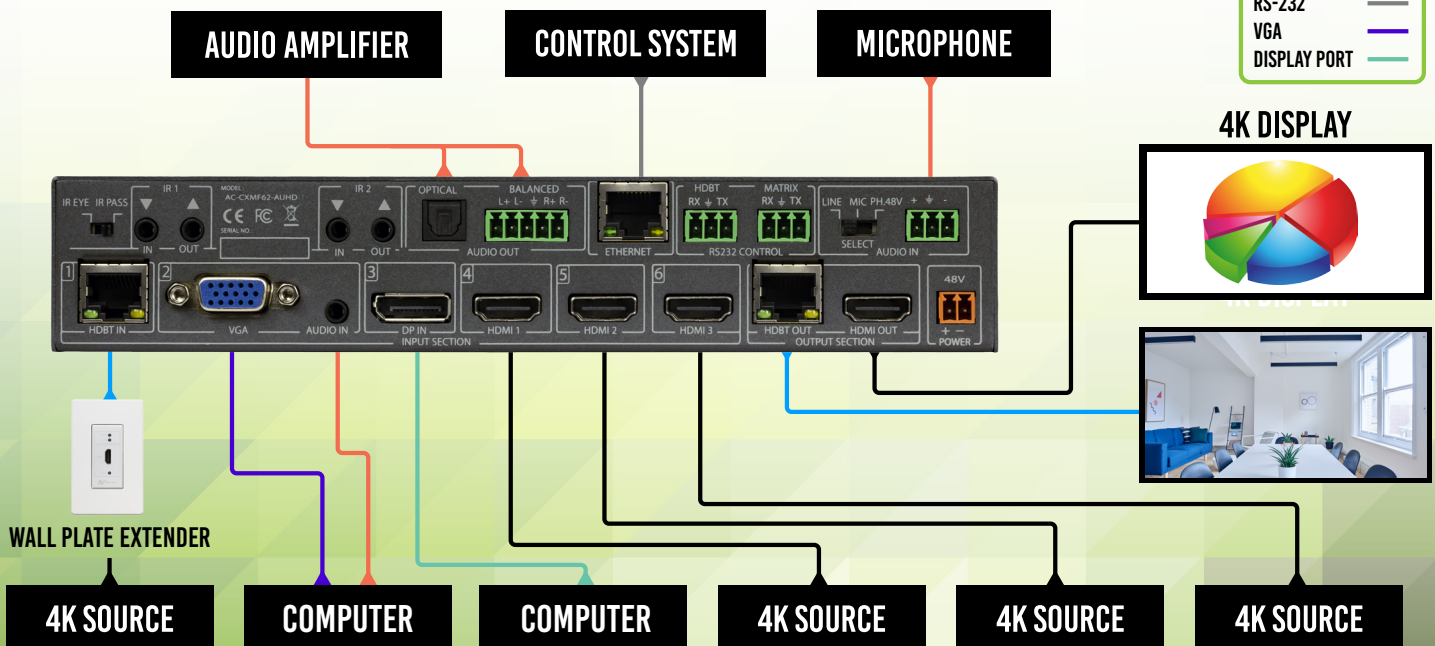 RS-232
VGA
DISPLAY PORT
AUDIO AMPLIFIER
CONTROL SYSTEM
MICROPHONE
4K DISPLAY
IR EYE IR PASS
IR 1
IN
OUT
MODEL:
AC-CXMF62-AUHD
CE FC
SERIAL NO.
IR 2
IN
OUT
OPTICAL
BALANCED
L+ L- R+ R-
AUDIO OUT
ETHERNET
HDBT
MATRIX
RX TX
RX TX
RS232 CONTROL
LINE MIC PH.48V
SELECT
+ -
AUDIO IN
1
HDBT IN
2
VGA
AUDIO IN
3
DP IN
4
HDMI 1
5
HDMI 2
6
HDMI 3
INPUT SECTION
HDBT OUT
HDMI OUT
OUTPUT SECTION
48V
+ -
POWER
4K DISPLAY
WALL PLATE EXTENDER
4K SOURCE
COMPUTER
COMPUTER
4K SOURCE
4K SOURCE
4K SOURCE